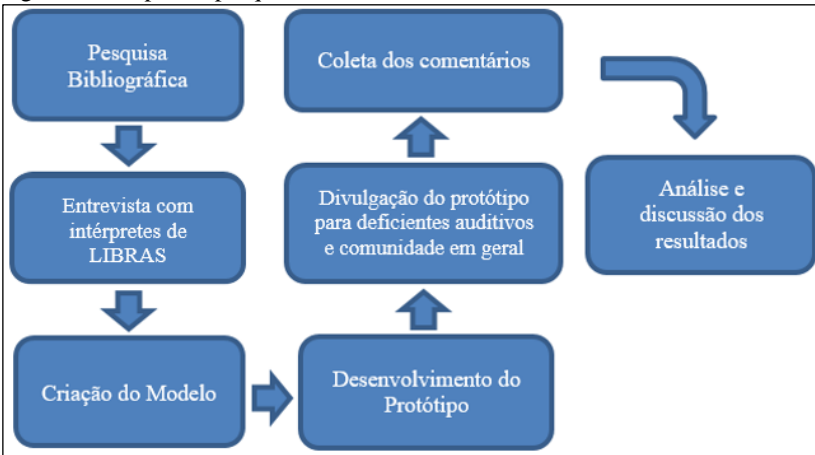 Pesquisa
Bibliográfica
Entrevista com
intérpretes de
LIBRAS
Criação do Modelo
Desenvolvimento do
Protótipo
Divulgação do protótipo
para deficientes auditivos
e comunidade em geral
Coleta dos comentários
Análise e
discussão dos
resultados